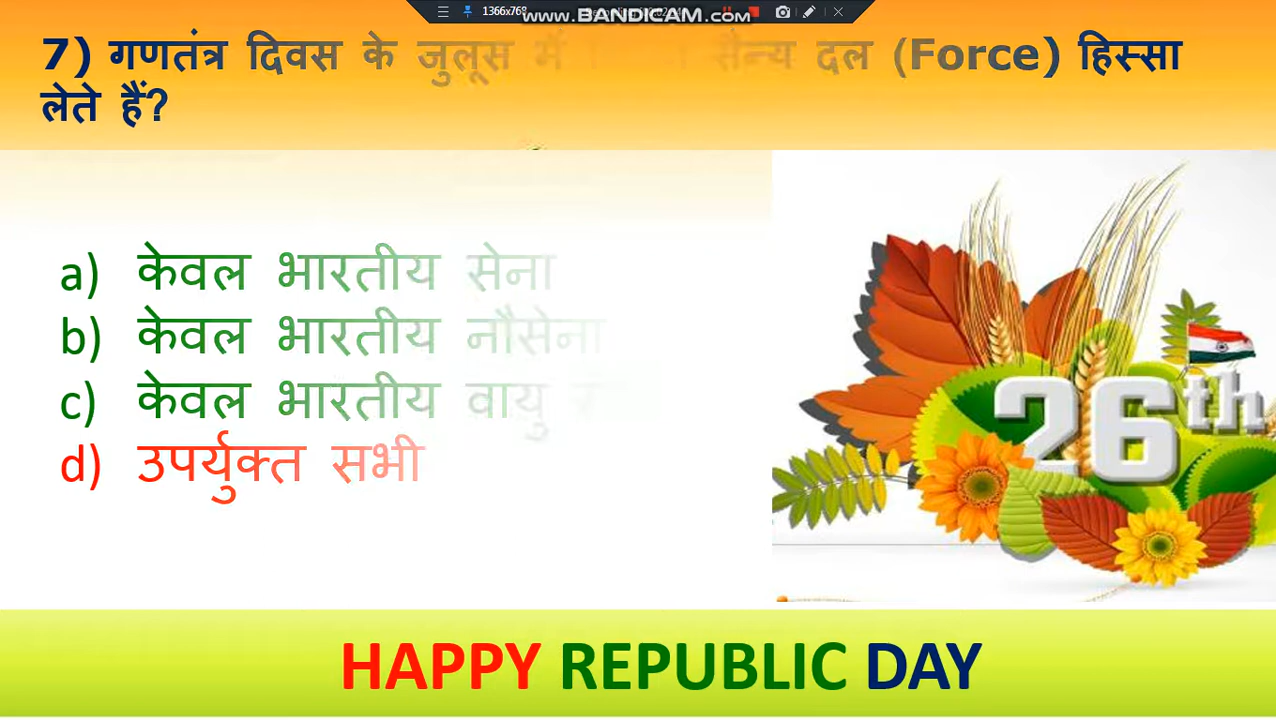 1366x768
www.BANDICAM.com
7) गणतंत्र दिवस के जुलूस में सैन्य दल (Force) हिस्सा
लेते हैं?
a) केवल भारतीय सेना
b) केवल भारतीय नौसेना
c) केवल भारतीय वायु
d) उपर्युक्त सभी
26th
HAPPY REPUBLIC DAY